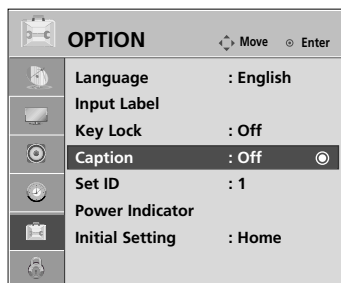 OPTION Move Enter
Language : English
Input Label
Key Lock : Off
Caption : Off
Set ID : 1
Power Indicator
Initial Setting : Home